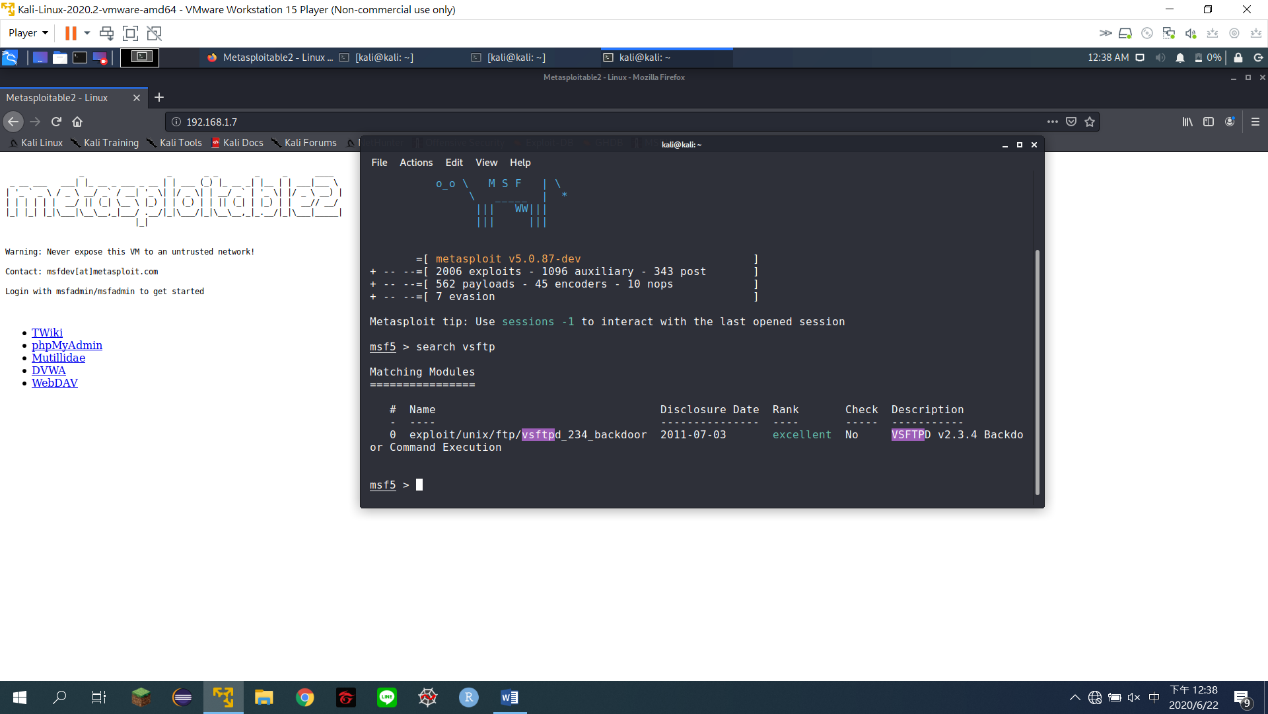 Kali-Linux-2020.2-vmware-amd64 - VMware Workstation 15 Player (Non-commercial use only)
Player
Metasploitable2 - Linux ...
[kali@kali: ~]
[kali@kali: ~]
kali@kali: ~
12:38 AM
0%
Metasploitable2 - Linux - Mozilla Firefox
Metasploitable2 - Linux
192.168.1.7
Kali Linux
Kali Training
Kali Tools
Kali Docs
Kali Forums
metasploitable2
Warning: Never expose this VM to an untrusted network!
Contact: msfdev[at]metasploit.com
Login with msfadmin/msfadmin to get started
TWiki
phpMyAdmin
Mutillidae
DVWA
WebDAV
kali@kali: ~
File Actions Edit View Help
o_o \ M S F | \
\ _____ | *
||| WW|||
||| |||
=[ metasploit v5.0.87-dev ]
+ -- --=[ 2006 exploits - 1096 auxiliary - 343 post ]
+ -- --=[ 562 payloads - 45 encoders - 10 nops ]
+ -- --=[ 7 evasion ]
Metasploit tip: Use sessions -1 to interact with the last opened session
msf5 > search vsftp
Matching Modules
================
# Name Disclosure Date Rank Check Description
- ---- --------------- ---- ----- -----------
0 exploit/unix/ftp/vsftpd_234_backdoor 2011-07-03 excellent No VSFTPD v2.3.4 Backdo
or Command Execution
msf5 >
中
下午 12:38
2020/6/22
9